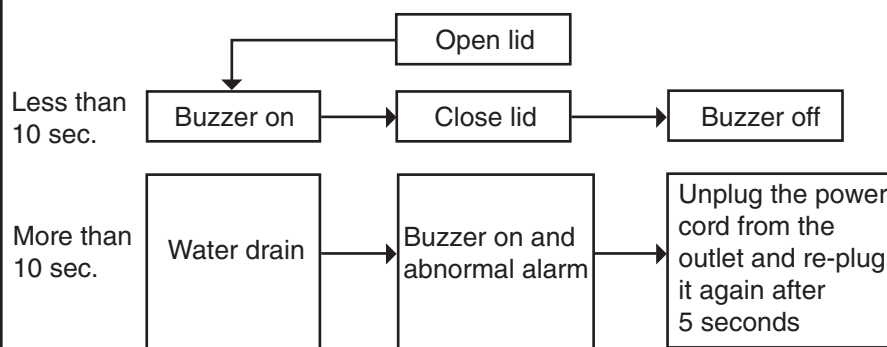 Open lid
Less than
10 sec.
Buzzer on
Close lid
Buzzer off
More than
10 sec.
Water drain
Buzzer on and
abnormal alarm
Unplug the power
cord from the
outlet and re-plug
it again after
5 seconds